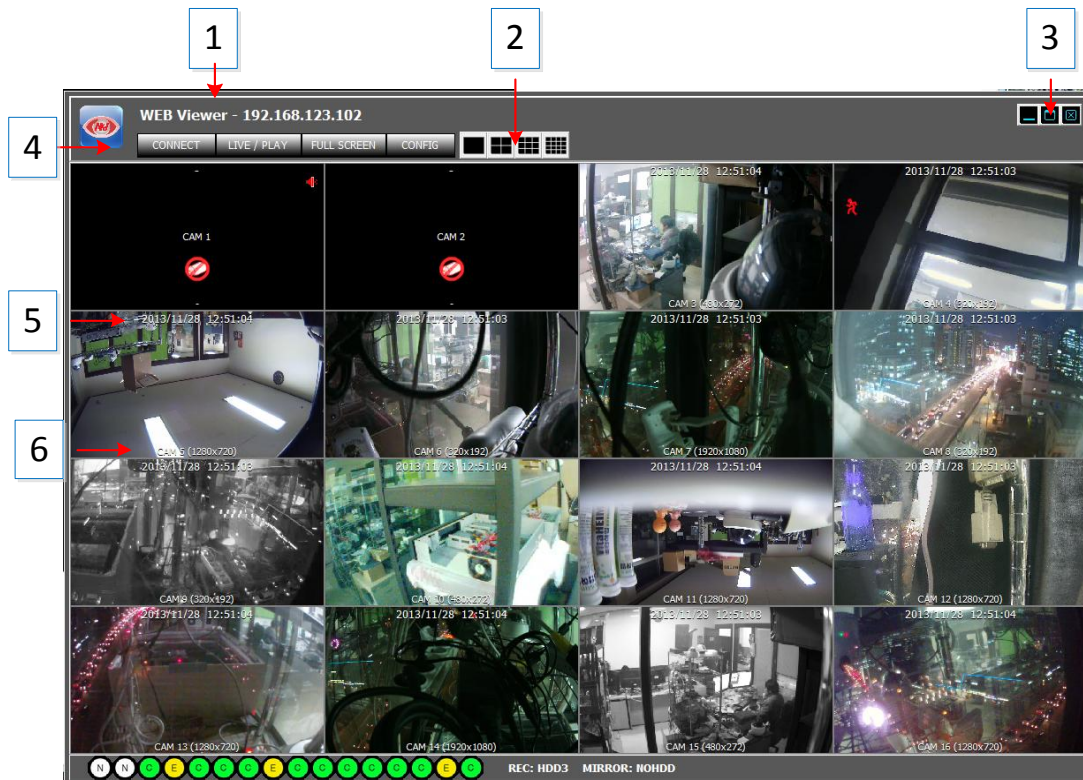 1
2
3
WEB Viewer - 192.168.123.102
4
CONNECT LIVE / PLAY FULL SCREEN CONFIG
2013/11/28 12:51:04
2013/11/28 12:51:03
CAM 1
CAM 2
CAM 3 (480x272)
CAM 4 (320x192)
5
2013/11/28 12:51:04
2013/11/28 12:51:03
2013/11/28 12:51:03
2013/11/28 12:51:03
6
CAM 5 (1280x720)
CAM 6 (320x192)
CAM 7 (1920x1080)
CAM 8 (320x192)
2013/11/28 12:51:03
2013/11/28 12:51:04
2013/11/28 12:51:04
2013/11/28 12:51:03
CAM 9 (320x192)
CAM 10 (480x272)
CAM 11 (1280x720)
CAM 12 (1280x720)
2013/11/28 12:51:04
2013/11/28 12:51:04
2013/11/28 12:51:03
2013/11/28 12:51:04
CAM 13 (1280x720)
CAM 14 (1920x1080)
CAM 15 (480x272)
CAM 16 (1280x720)
N N C E C C C E C C C C C C E C REC: HDD3 MIRROR: NOHDD